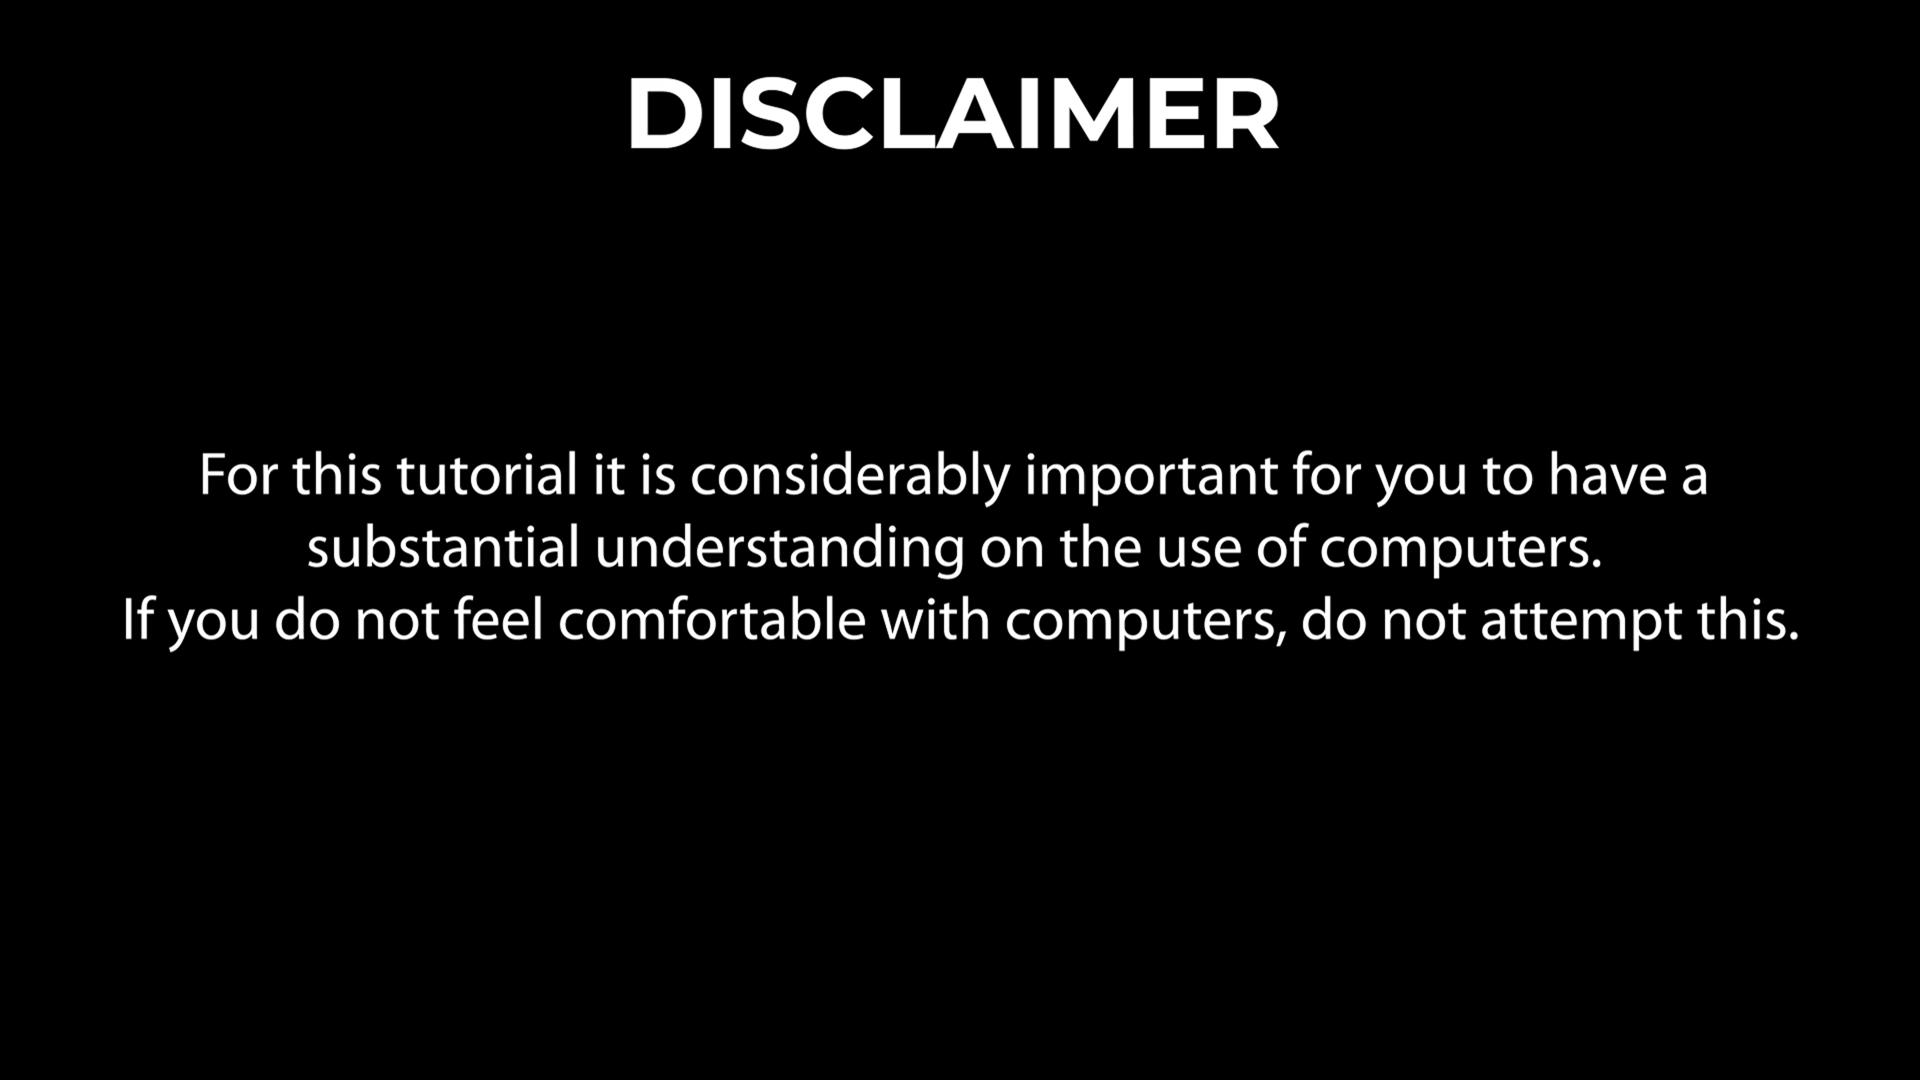 DISCLAIMER
For this tutorial it is considerably important for you to have a
substantial understanding on the use of computers.
If you do not feel comfortable with computers, do not attempt this.